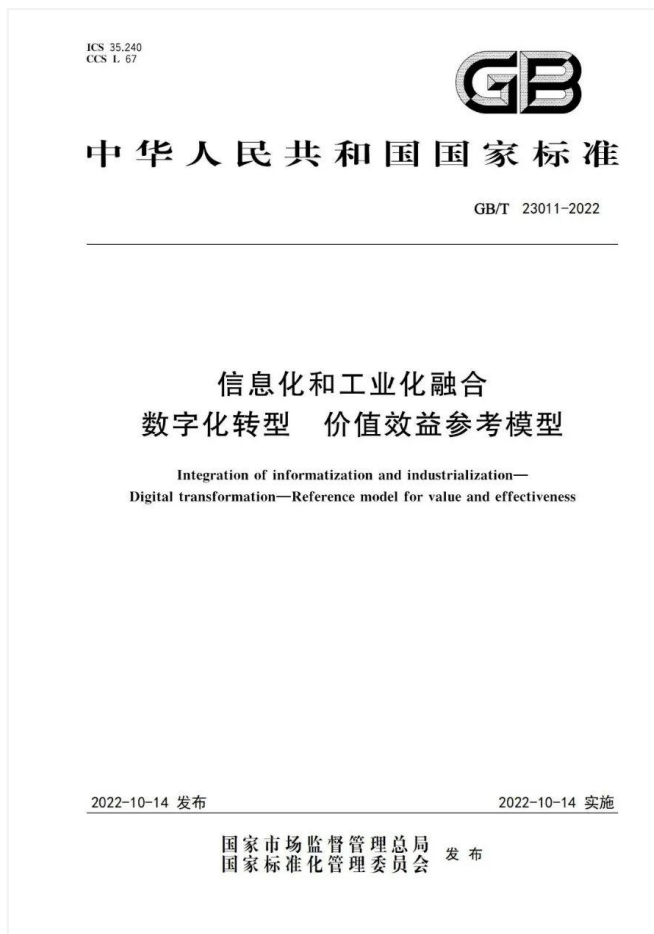 ICS 35.240
CCS L 67
GB
中华人民共和国国家标准
GB/T 23011-2022
信息化和工业化融合
数字化转型 价值效益参考模型
Integration of informatization and industrialization—
Digital transformation—Reference model for value and effectiveness
2022-10-14 发布
2022-10-14 实施
国家市场监督管理总局
国家标准化管理委员会
发布